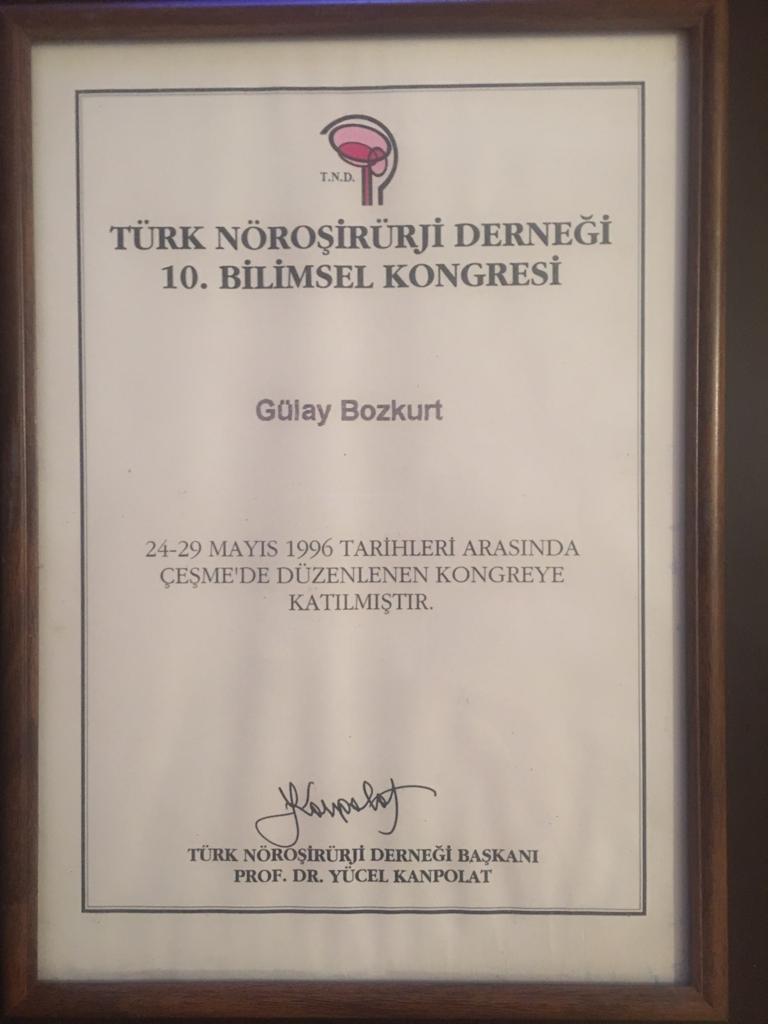 T.N.D.
TÜRK NÖROŞİRÜRJİ DERNEĞİ
10. BİLİMSEL KONGRESİ
Gülay Bozkurt
24-29 MAYIS 1996 TARİHLERİ ARASINDA
ÇEŞME'DE DÜZENLENEN KONGREYE
KATILMIŞTIR.
YKanpolat
TÜRK NÖROŞİRÜRJİ DERNEĞİ BAŞKANI
PROF. DR. YÜCEL KANPOLAT